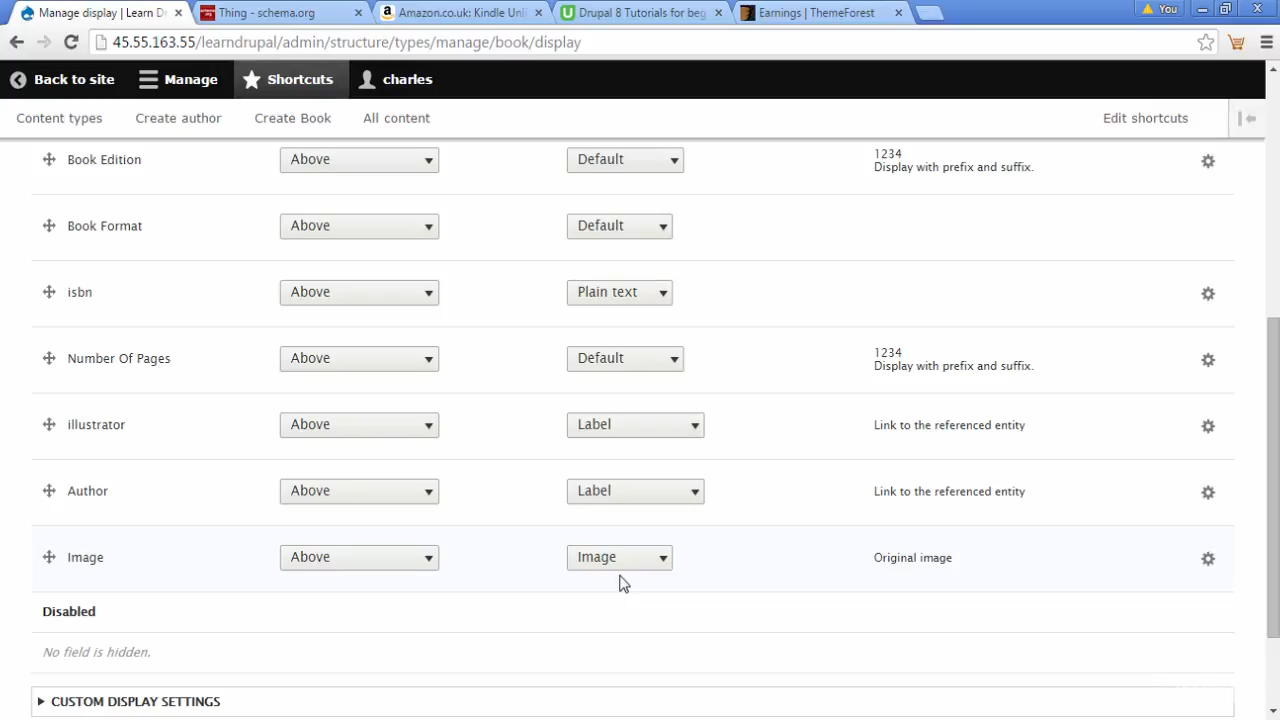 Manage display | Learn Dr
Thing - schema.org
Amazon.co.uk: Kindle Unli
Drupal 8 Tutorials for beg
Earnings | ThemeForest
You
45.55.163.55/learndrupal/admin/structure/types/manage/book/display
Back to site
Manage
Shortcuts
charles
Content types
Create author
Create Book
All content
Edit shortcuts
Book Edition Above Default 1234
Display with prefix and suffix.
Book Format Above Default
isbn Above Plain text
Number Of Pages Above Default 1234
Display with prefix and suffix.
illustrator Above Label Link to the referenced entity
Author Above Label Link to the referenced entity
Image Above Image Original image
Disabled
No field is hidden.
CUSTOM DISPLAY SETTINGS